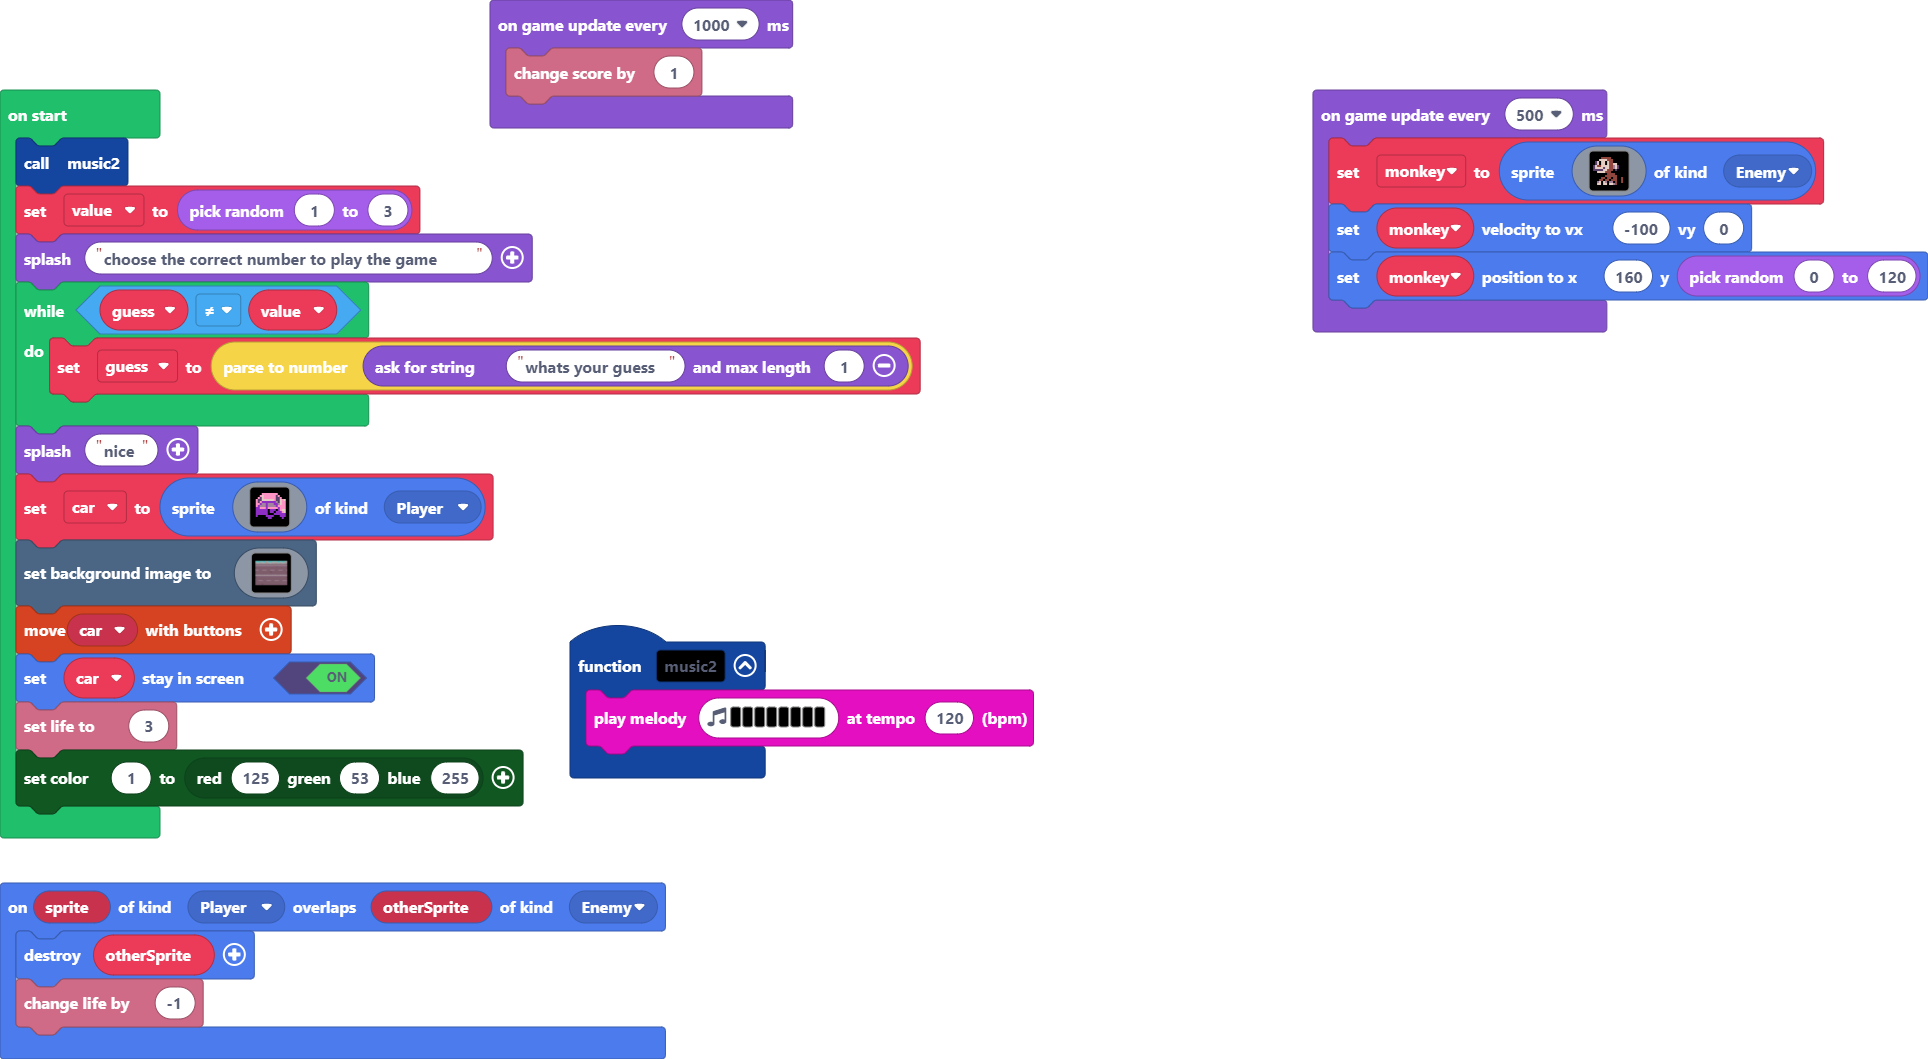 on game update every 1000 ms
change score by 1
on start
call music2
set value to pick random 1 to 3
splash "choose the correct number to play the game "
while guess ≠ value
do set guess to parse to number ask for string "whats your guess " and max length 1
splash "nice "
set car to sprite of kind Player
set background image to
move car with buttons
set car stay in screen ON
set life to 3
set color 1 to red 125 green 53 blue 255
on game update every 500 ms
set monkey to sprite of kind Enemy
set monkey velocity to vx -100 vy 0
set monkey position to x 160 y pick random 0 to 120
function music2
play melody at tempo 120 (bpm)
on sprite of kind Player overlaps otherSprite of kind Enemy
destroy otherSprite
change life by -1